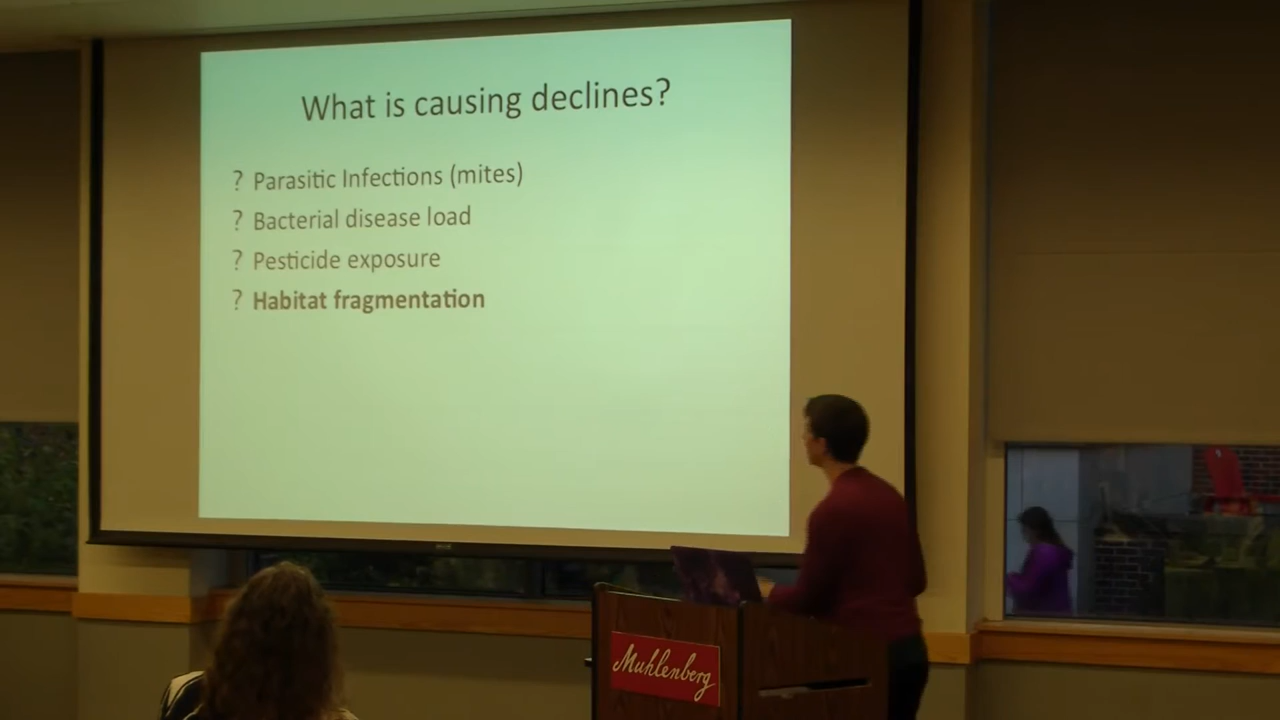 What is causing declines?
? Parasitic Infections (mites)
? Bacterial disease load
? Pesticide exposure
? Habitat fragmentation
Muhlenberg